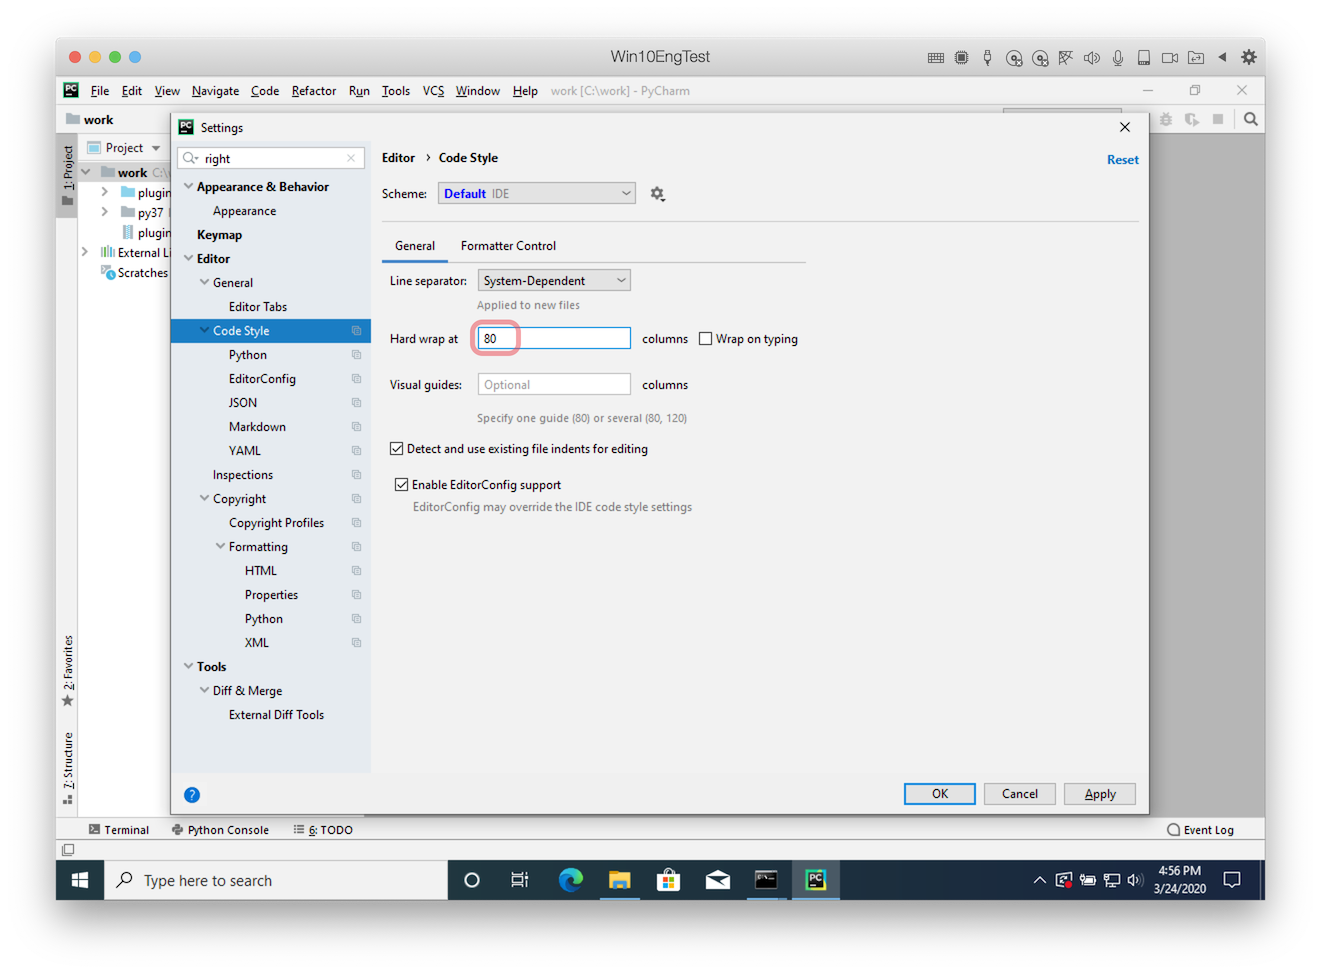 Win10EngTest
PC File Edit View Navigate Code Refactor Run Tools VCS Window Help work [C:\work] - PyCharm
work
PC Settings
1: Project
Project
work
plugin
py37
plugin
External Li
Scratches
right
Appearance & Behavior
Appearance
Keymap
Editor
General
Editor Tabs
Code Style
Python
EditorConfig
JSON
Markdown
YAML
Inspections
Copyright
Copyright Profiles
Formatting
HTML
Properties
Python
XML
Tools
Diff & Merge
External Diff Tools
Editor › Code Style
Reset
Scheme: Default IDE
General Formatter Control
Line separator: System-Dependent
Applied to new files
Hard wrap at 80 columns Wrap on typing
Visual guides: Optional columns
Specify one guide (80) or several (80, 120)
Detect and use existing file indents for editing
Enable EditorConfig support
EditorConfig may override the IDE code style settings
2: Favorites
7: Structure
? OK Cancel Apply
Terminal Python Console 6: TODO Event Log
Type here to search
PC
4:56 PM
3/24/2020